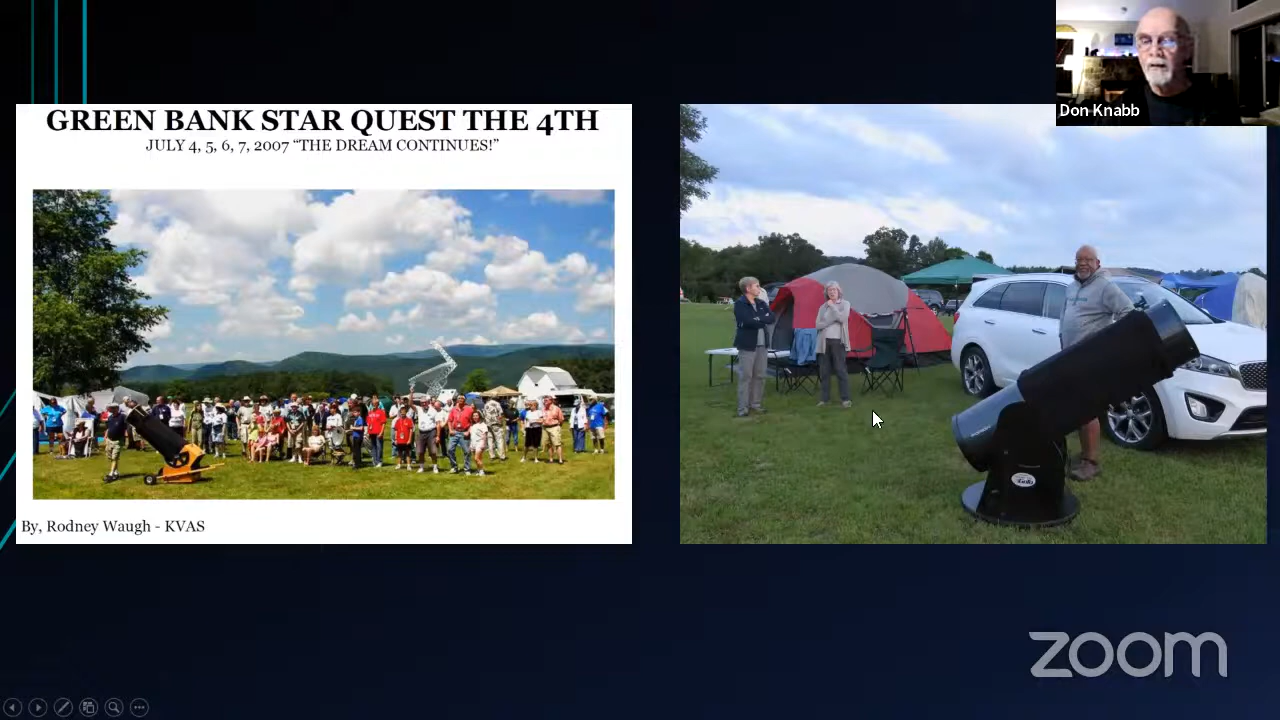 GREEN BANK STAR QUEST THE 4TH
JULY 4, 5, 6, 7, 2007 “THE DREAM CONTINUES!”
By, Rodney Waugh - KVAS
Don Knabb
zoom